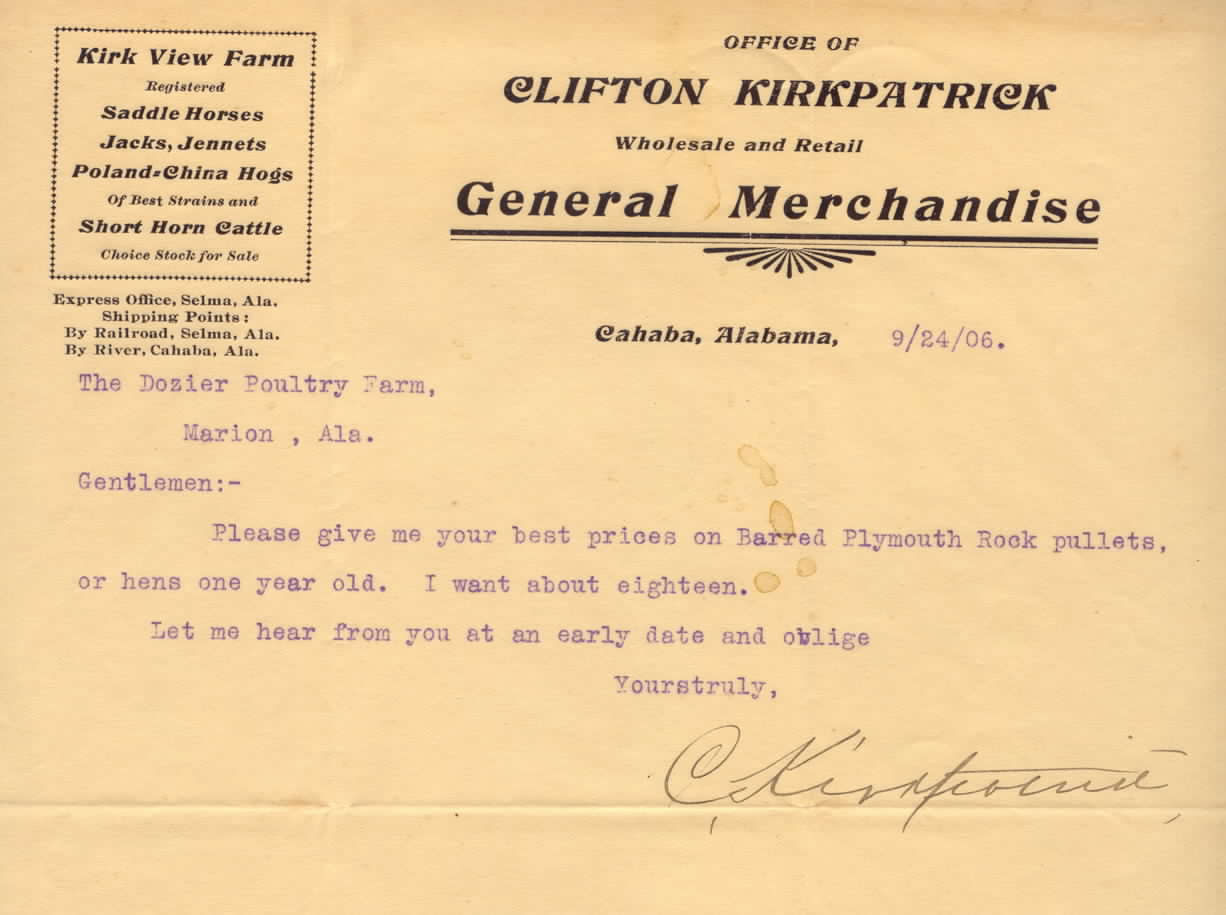 Kirk View Farm
Registered
Saddle Horses
Jacks, Jennets
Poland-China Hogs
Of Best Strains and
Short Horn Cattle
Choice Stock for Sale
Express Office, Selma, Ala.
Shipping Points:
By Railroad, Selma, Ala.
By River, Cahaba, Ala.
OFFICE OF
CLIFTON KIRKPATRICK
Wholesale and Retail
General Merchandise
Cahaba, Alabama, 9/24/06.
The Dozier Poultry Farm,
Marion , Ala.
Gentlemen:-
Please give me your best prices on Barred Plymouth Rock pullets,
or hens one year old. I want about eighteen.
Let me hear from you at an early date and oblige
Yourstruly,
C Kirkpatrick